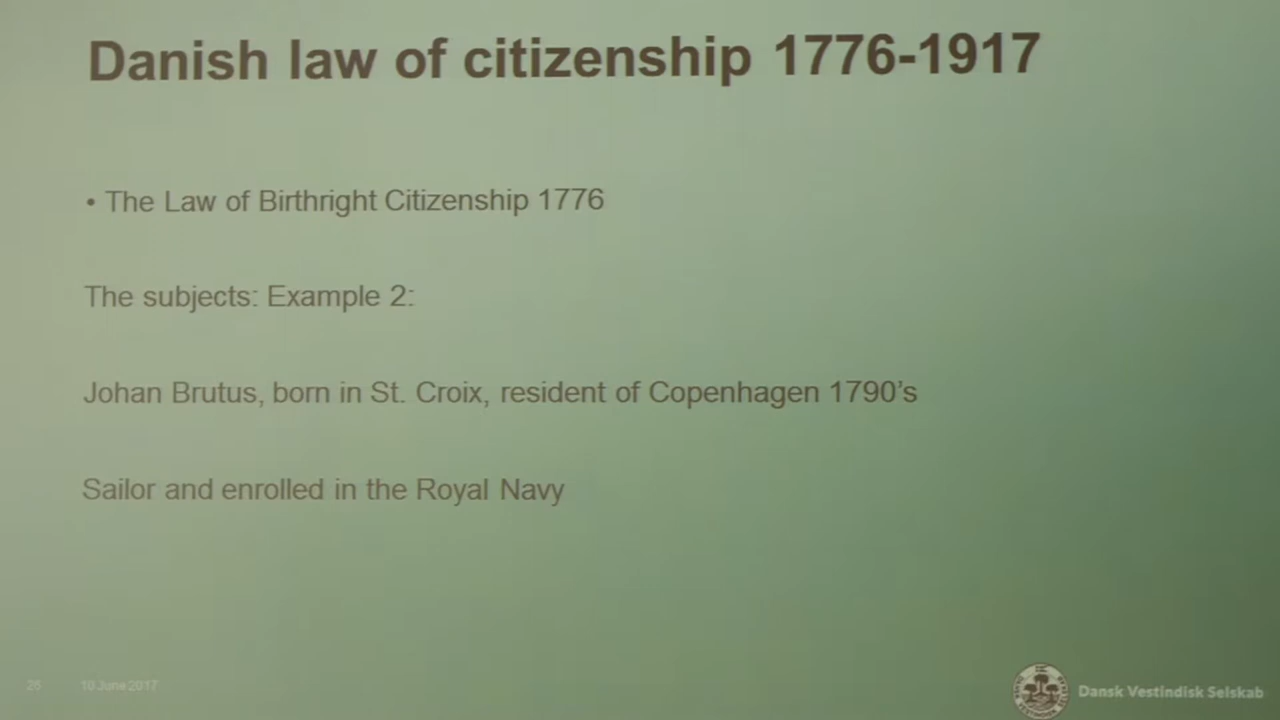 Danish law of citizenship 1776-1917
• The Law of Birthright Citizenship 1776
The subjects: Example 2:
Johan Brutus, born in St. Croix, resident of Copenhagen 1790's
Sailor and enrolled in the Royal Navy
26 10 June 2017
Dansk Vestindisk Selskab